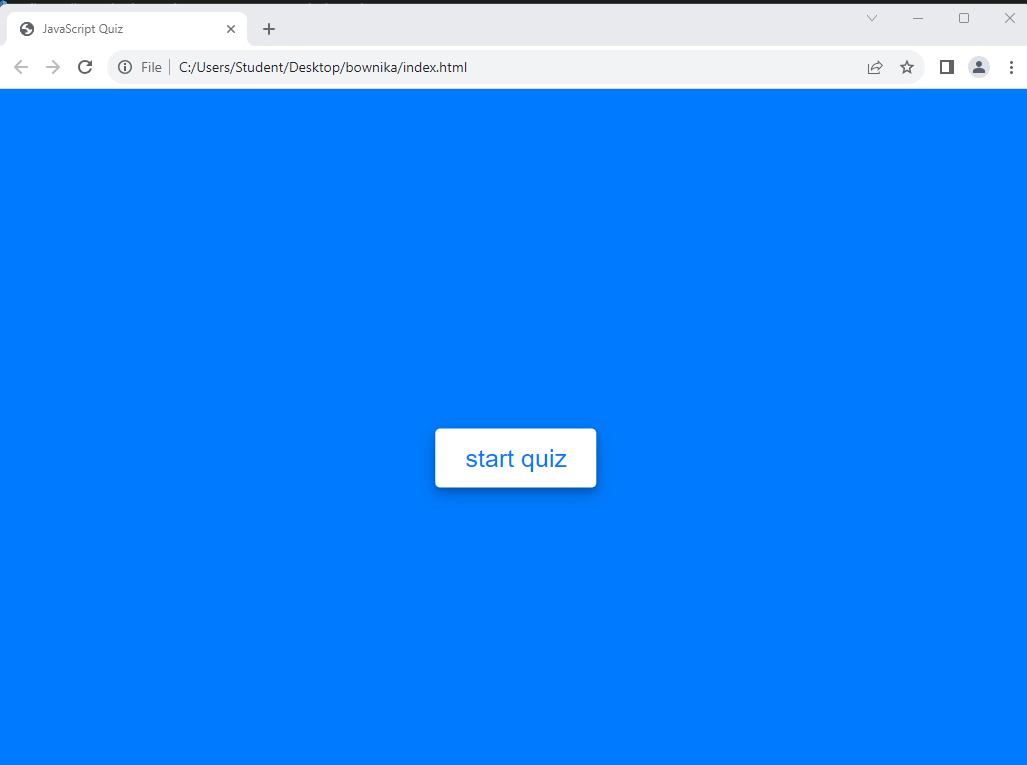 JavaScript Quiz
File C:/Users/Student/Desktop/bownika/index.html
start quiz